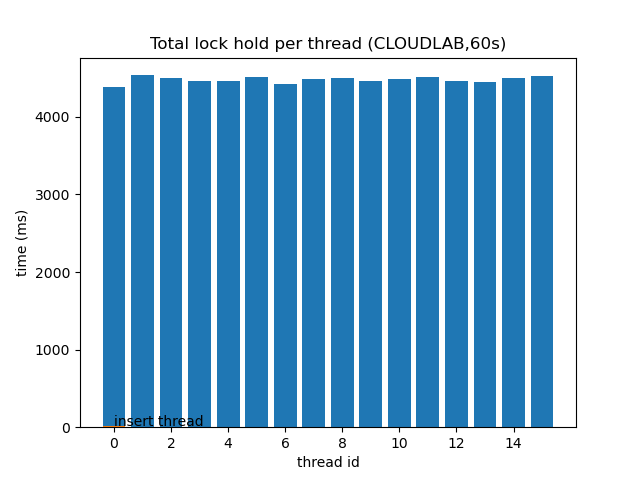 Total lock hold per thread (CLOUDLAB,60s)
time (ms)
4000
3000
2000
1000
0
insert thread
0 2 4 6 8 10 12 14
thread id